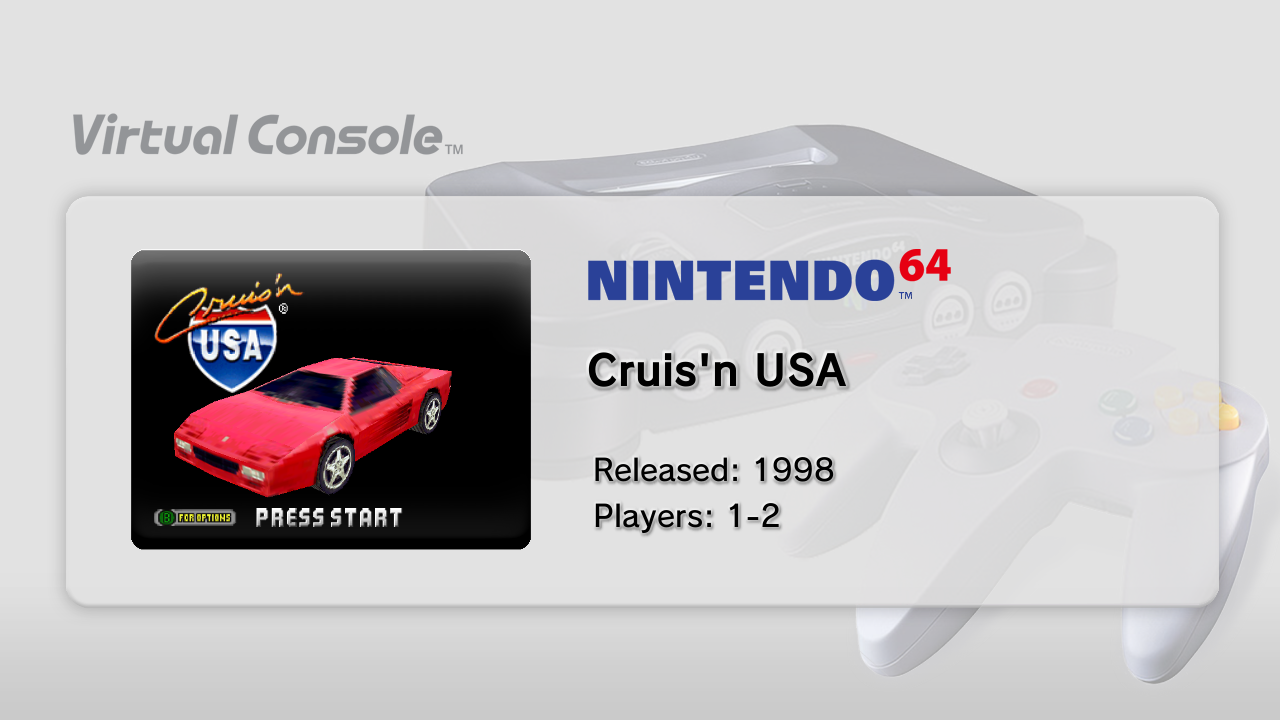 Virtual Console™
NINTENDO64™
Cruis'n®
USA
Cruis'n USA
Released: 1998
Players: 1-2
B FOR OPTIONS
PRESS START